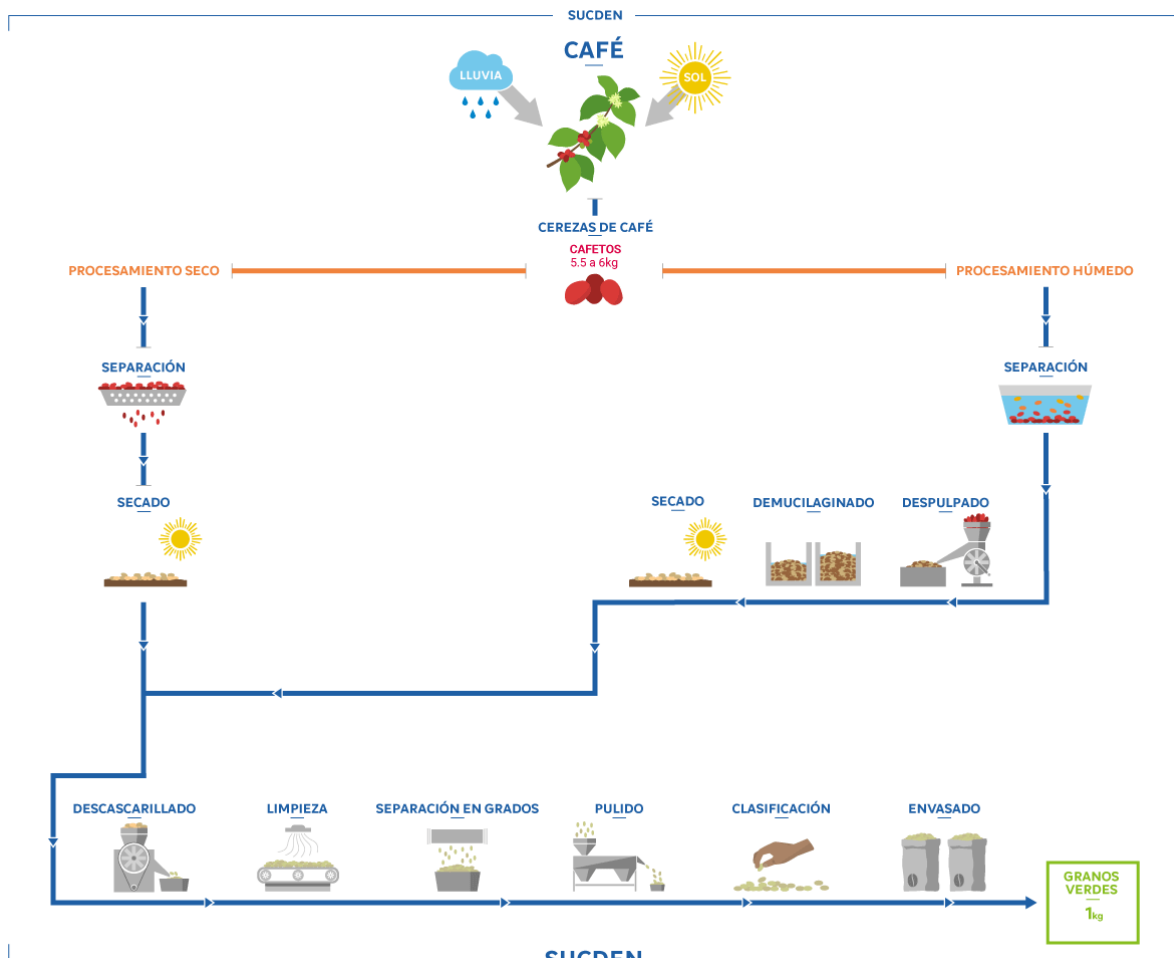 SUCDEN
CAFÉ
LLUVIA
SOL
CEREZAS DE CAFÉ
CAFETOS
5.5 a 6kg
PROCESAMIENTO SECO
PROCESAMIENTO HÚMEDO
SEPARACIÓN
SEPARACIÓN
SECADO
SECADO
DEMUCILAGINADO
DESPULPADO
DESCASCARILLADO
LIMPIEZA
SEPARACIÓN EN GRADOS
PULIDO
CLASIFICACIÓN
ENVASADO
GRANOS
VERDES
1kg
SUCDEN